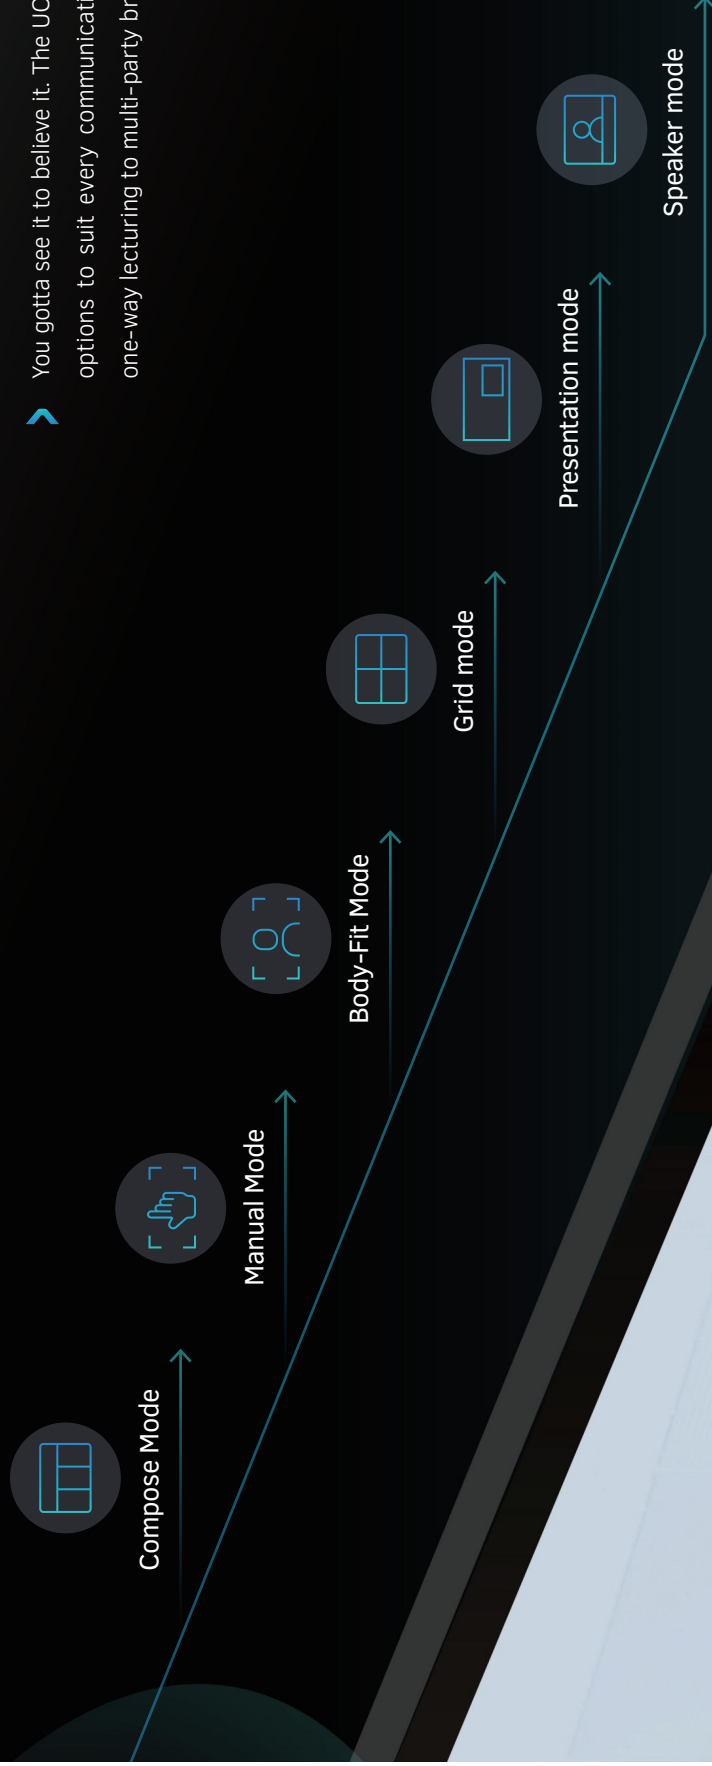 You gotta see it to believe it. The UC
options to suit every communicati
one-way lecturing to multi-party br
Compose Mode
Manual Mode
Body-Fit Mode
Grid mode
Presentation mode
Speaker mode